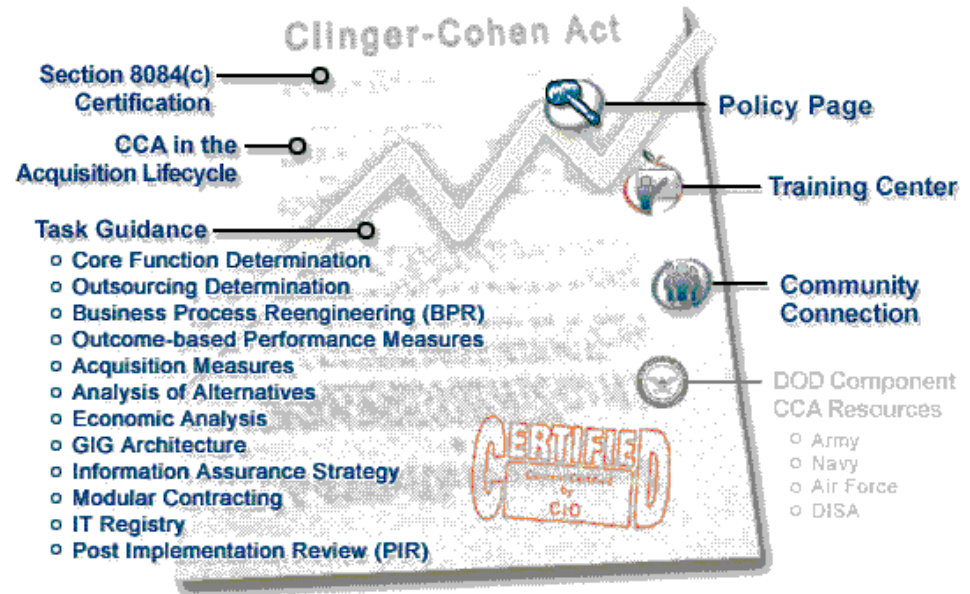 Clinger-Cohen Act
Section 8084(c)
Certification
CCA in the
Acquisition Lifecycle
Task Guidance
Core Function Determination
Outsourcing Determination
Business Process Reengineering (BPR)
Outcome-based Performance Measures
Acquisition Measures
Analysis of Alternatives
Economic Analysis
GIG Architecture
Information Assurance Strategy
Modular Contracting
IT Registry
Post Implementation Review (PIR)
Policy Page
Training Center
Community
Connection
DOD Component
CCA Resources
Army
Navy
Air Force
DISA
CERTIFIED
by
CIO